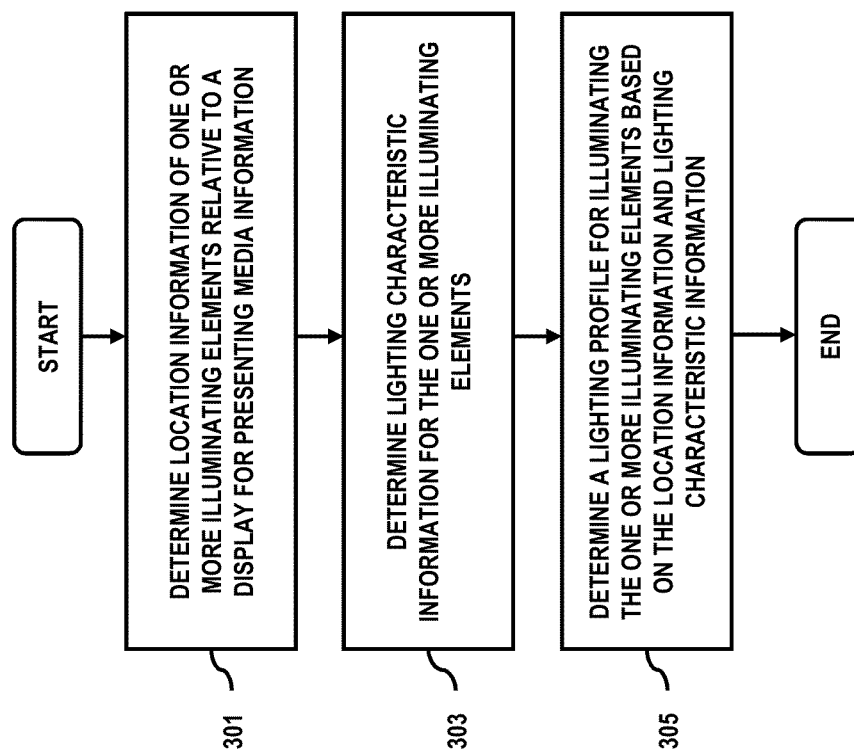 START
301
DETERMINE LOCATION INFORMATION OF ONE OR
MORE ILLUMINATING ELEMENTS RELATIVE TO A
DISPLAY FOR PRESENTING MEDIA INFORMATION
303
DETERMINE LIGHTING CHARACTERISTIC
INFORMATION FOR THE ONE OR MORE ILLUMINATING
ELEMENTS
305
DETERMINE A LIGHTING PROFILE FOR ILLUMINATING
THE ONE OR MORE ILLUMINATING ELEMENTS BASED
ON THE LOCATION INFORMATION AND LIGHTING
CHARACTERISTIC INFORMATION
END